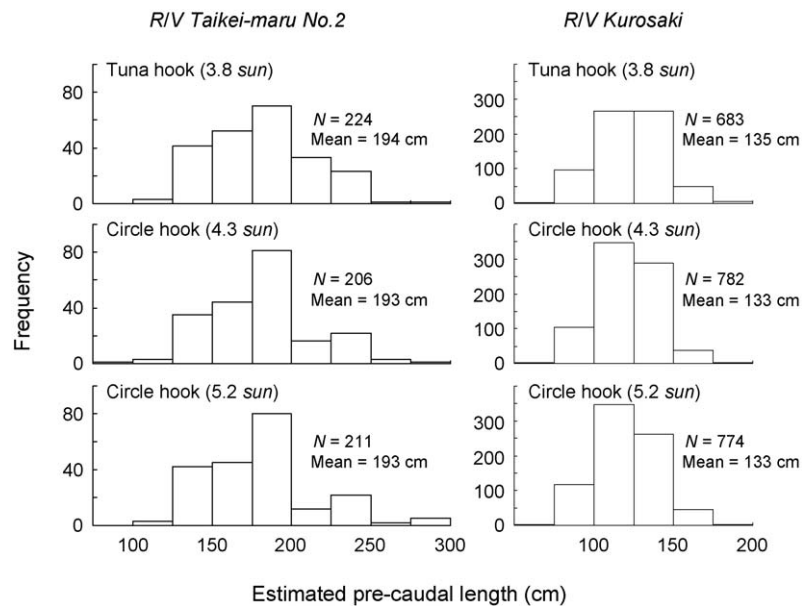 R/V Taikei-maru No.2
R/V Kurosaki
Tuna hook (3.8 sun)
80
40
0
N = 224
Mean = 194 cm
Tuna hook (3.8 sun)
300
200
100
0
N = 683
Mean = 135 cm
Circle hook (4.3 sun)
80
40
0
N = 206
Mean = 193 cm
Circle hook (4.3 sun)
300
200
100
0
N = 782
Mean = 133 cm
Circle hook (5.2 sun)
80
40
0
N = 211
Mean = 193 cm
Circle hook (5.2 sun)
300
200
100
0
N = 774
Mean = 133 cm
100 150 200 250 300
100 150 200
Frequency
Estimated pre-caudal length (cm)